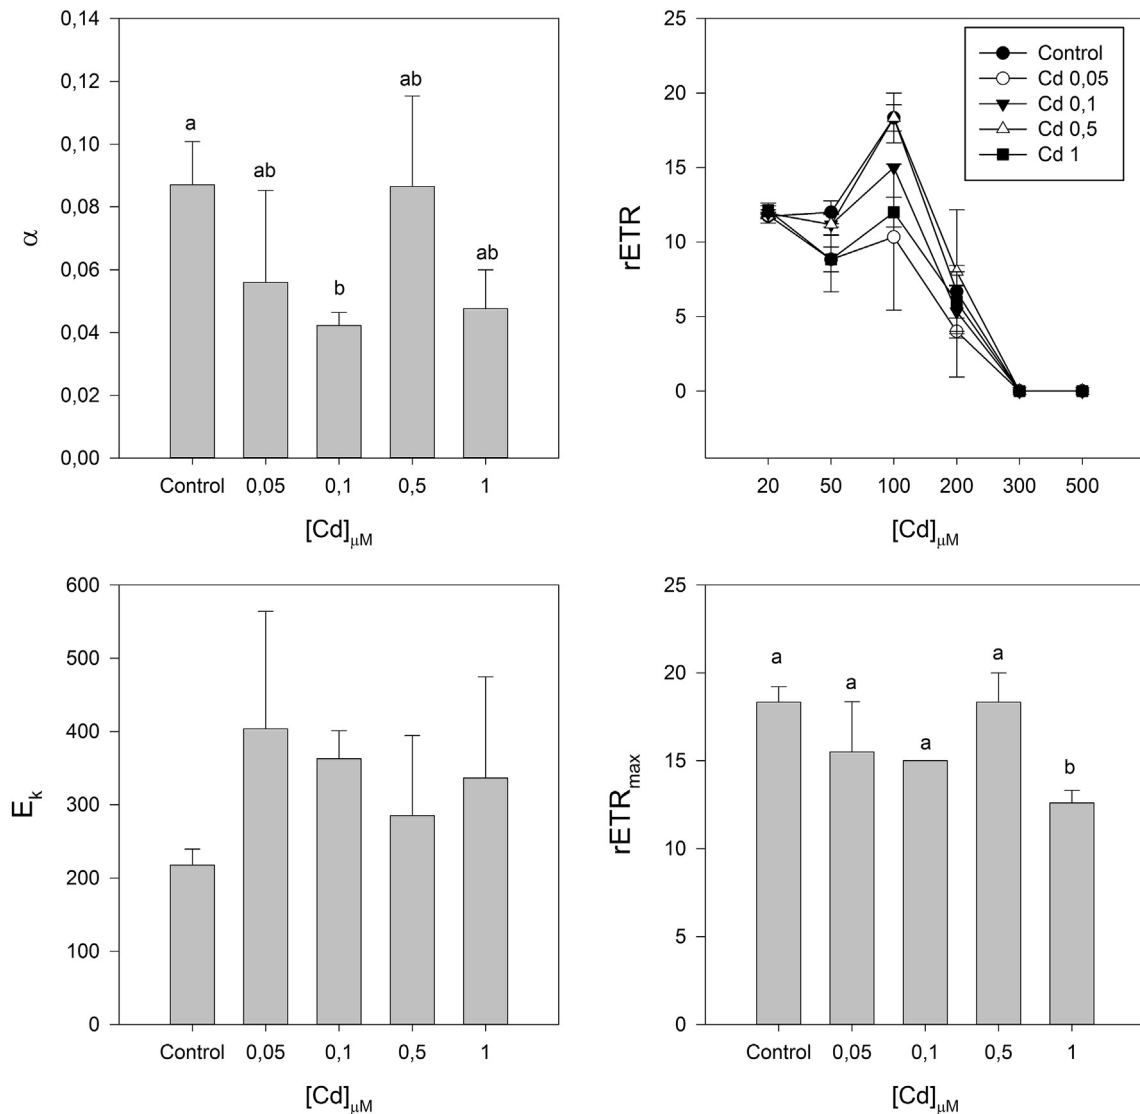 0,14
0,12
0,10
0,08
0,06
0,04
0,02
0,00
α
a
ab
b
ab
ab
Control 0,05 0,1 0,5 1
[Cd]μM
25
20
15
10
5
0
rETR
Control
Cd 0,05
Cd 0,1
Cd 0,5
Cd 1
20 50 100 200 300 500
[Cd]μM
600
500
400
300
200
100
0
Ek
Control 0,05 0,1 0,5 1
[Cd]μM
25
20
15
10
5
0
rETRmax
a
a
a
a
b
Control 0,05 0,1 0,5 1
[Cd]μM